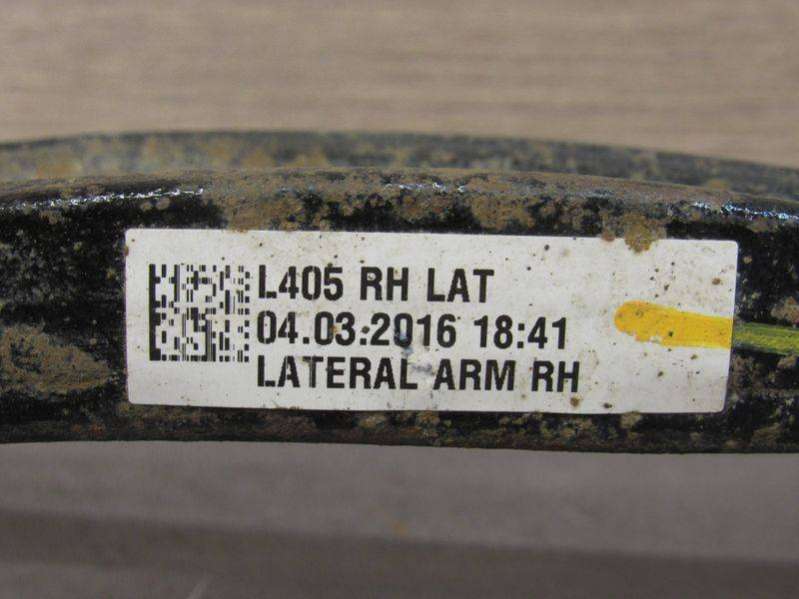 L405 RH LAT
04.03.2016 18:41
LATERAL ARM RH